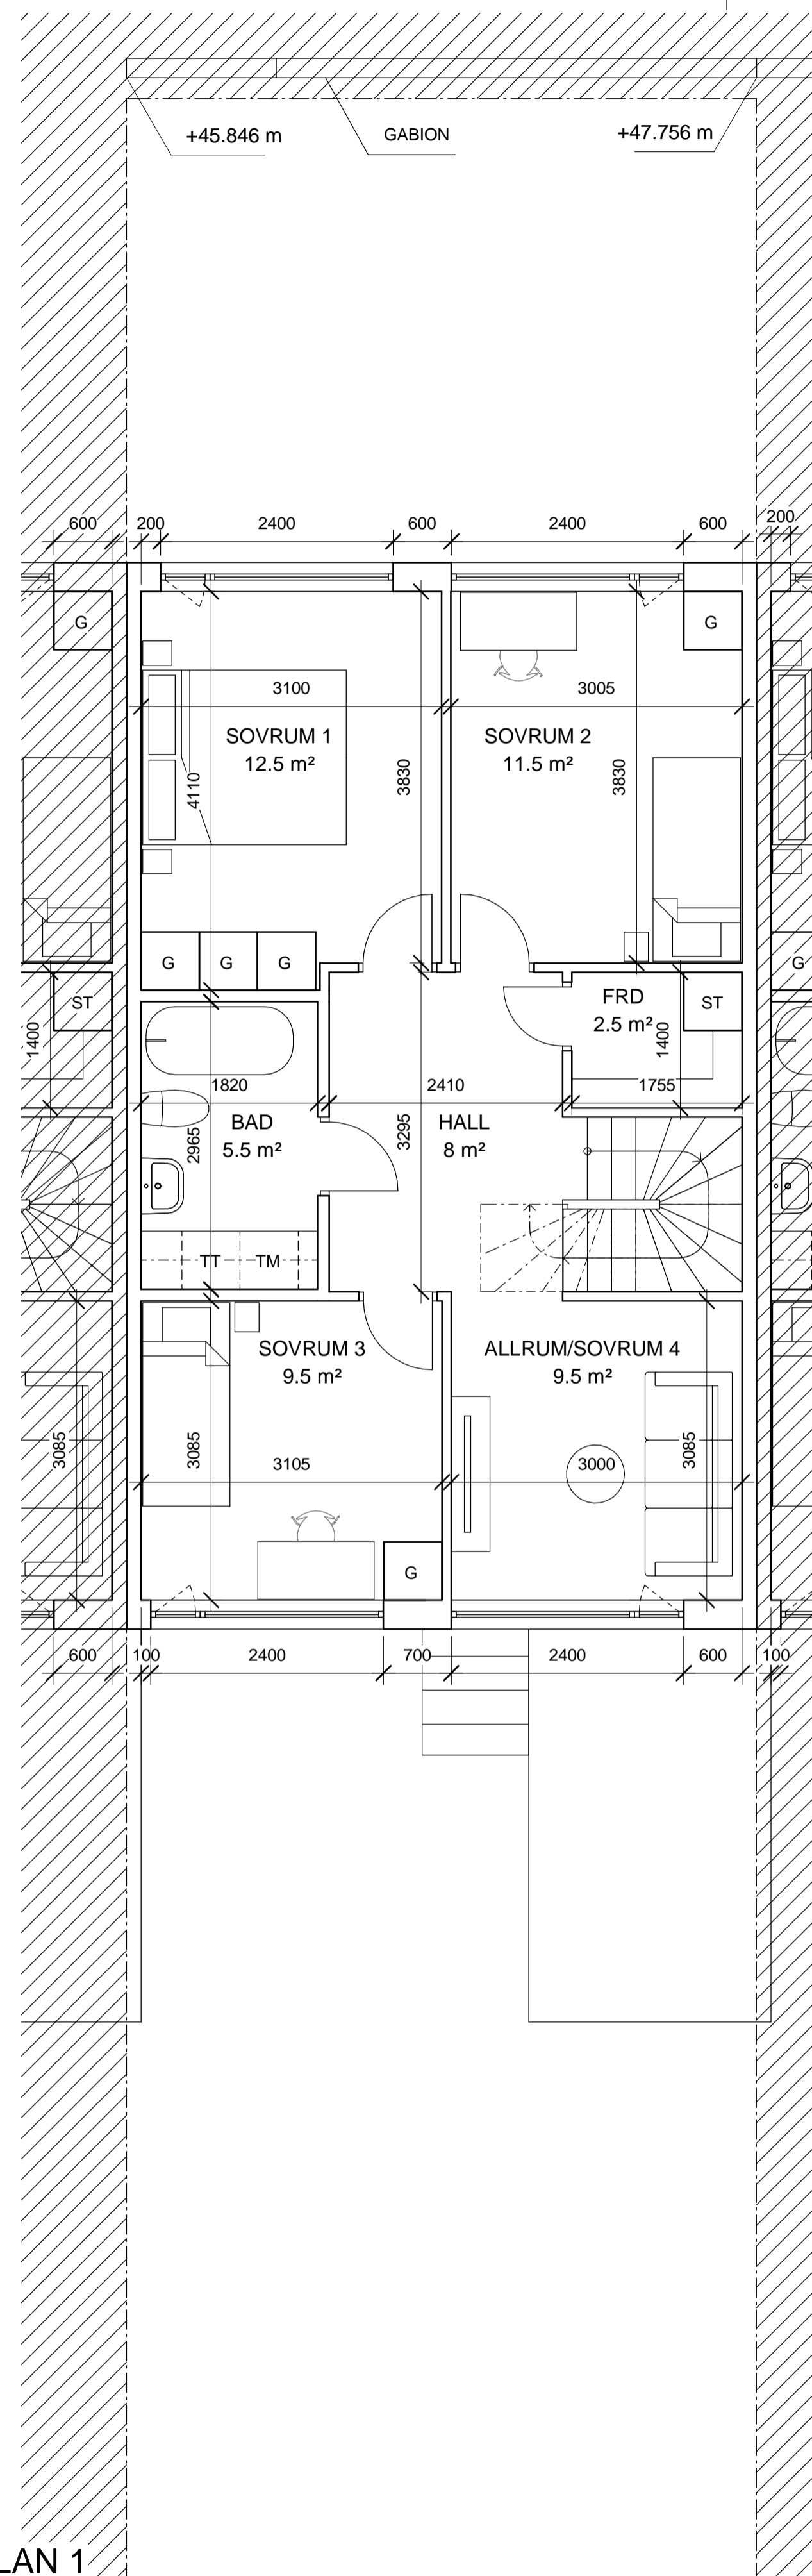 +45.846 m
GABION
+47.756 m
600
200
2400
600
2400
600
200
G
G
3100
3005
SOVRUM 1
12.5 m²
SOVRUM 2
11.5 m²
4110
3830
3830
G
G
G
G
ST
FRD
2.5 m²
ST
1400
1400
1820
2410
1755
BAD
5.5 m²
HALL
8 m²
2965
3295
TT
TM
SOVRUM 3
9.5 m²
ALLRUM/SOVRUM 4
9.5 m²
3085
3085
3085
3105
3000
G
600
100
2400
700
2400
600
100
LAN 1